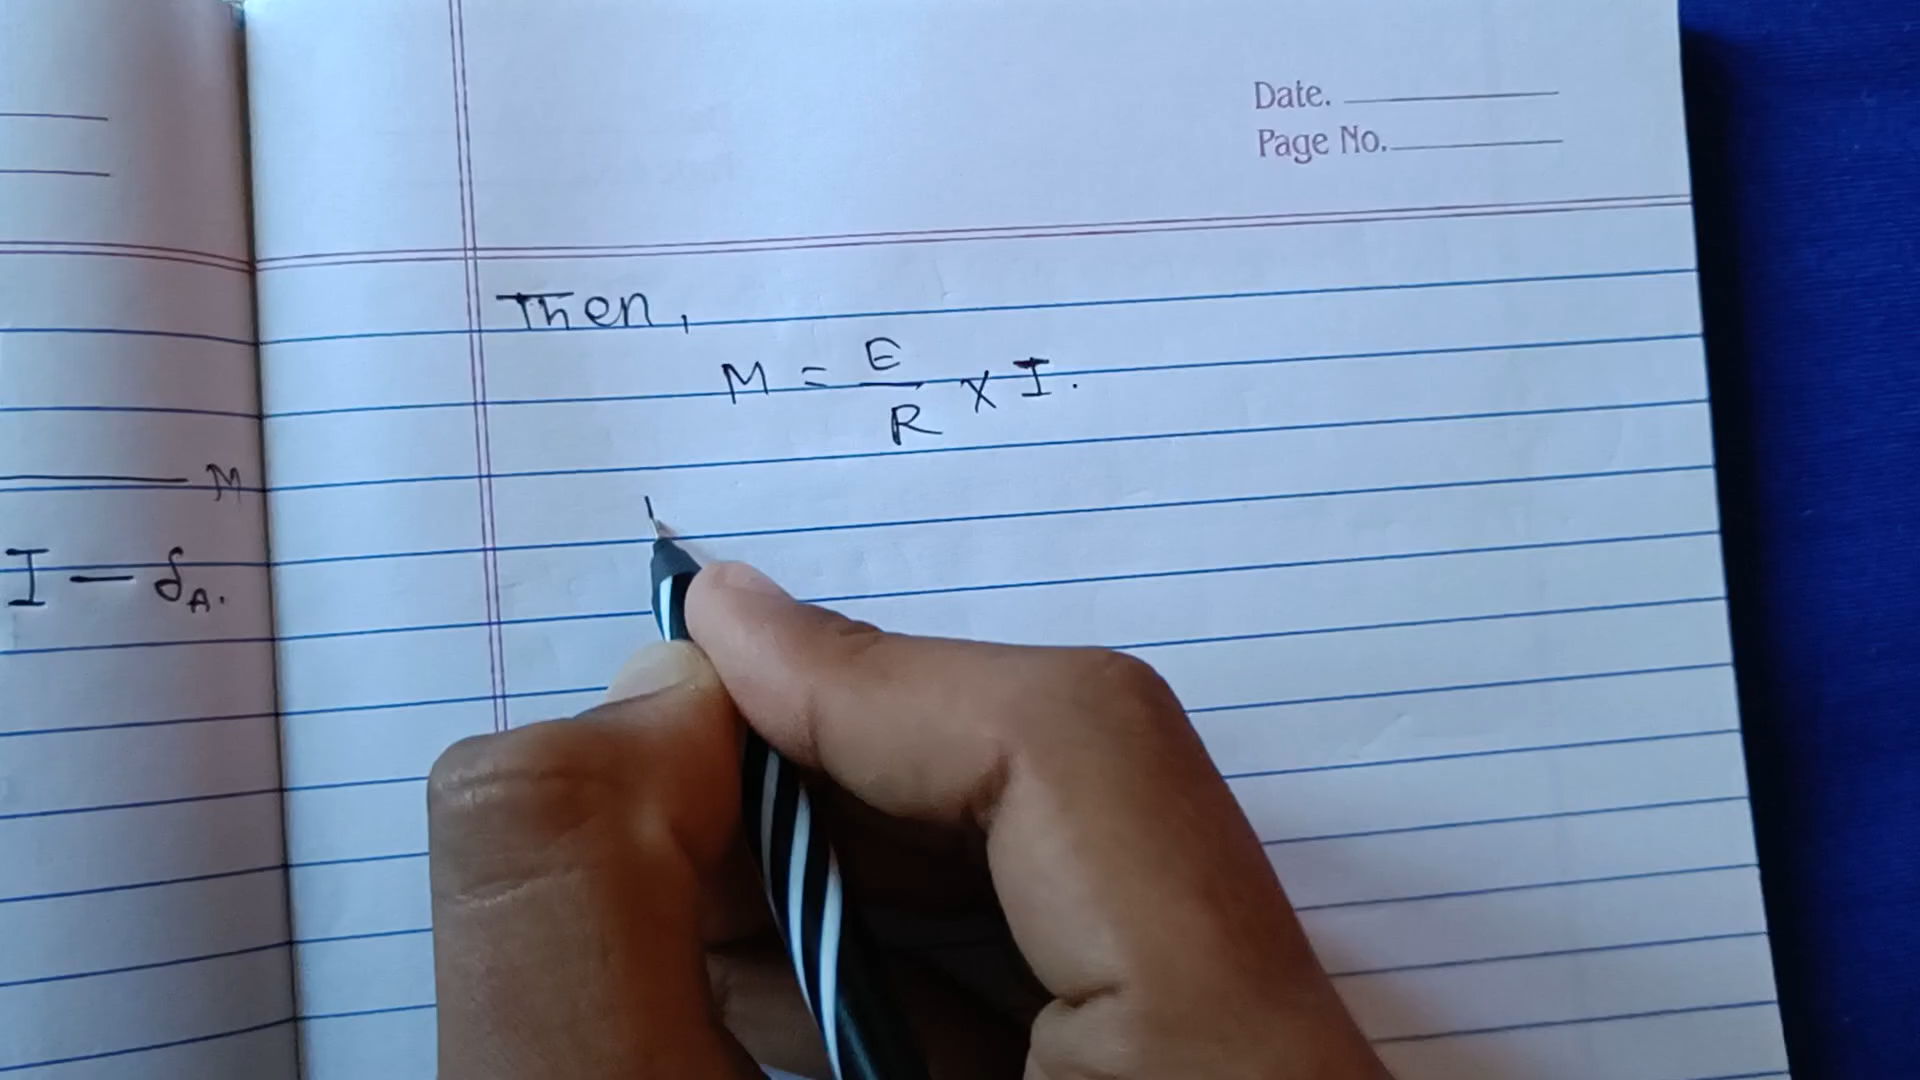 Date.
Page No.
Then,
M = E/R × I.
M
I — δA.